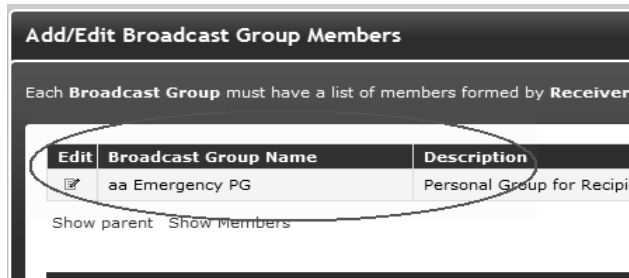 Add/Edit Broadcast Group Members
Each Broadcast Group must have a list of members formed by Receiver
Edit Broadcast Group Name Description
aa Emergency PG Personal Group for Recipi
Show parent Show Members